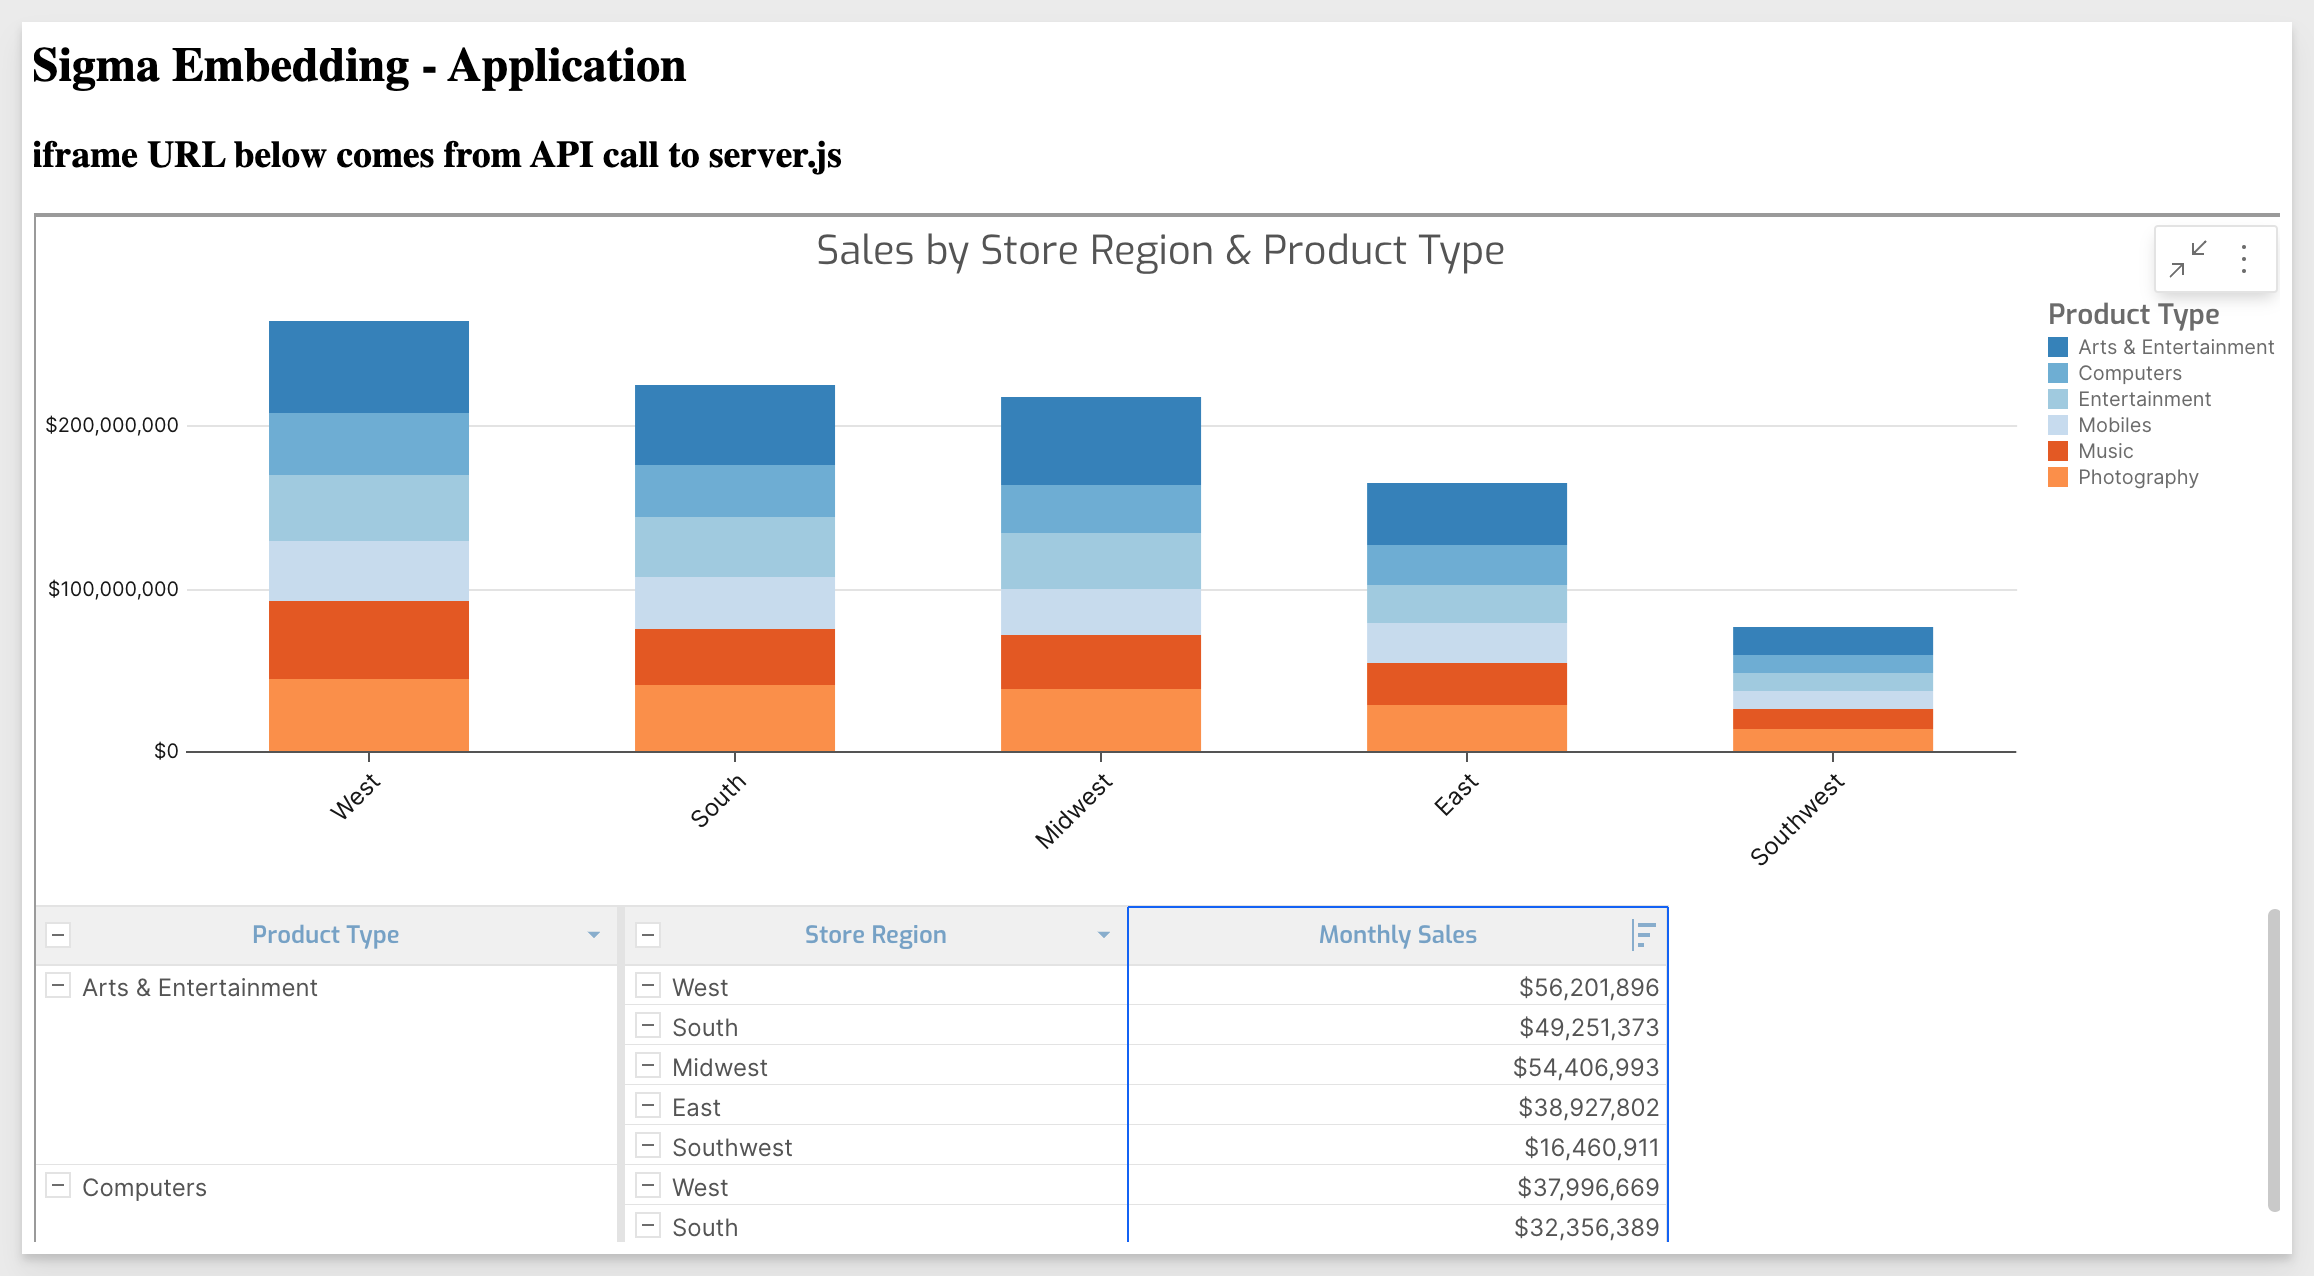 Sigma Embedding - Application
iframe URL below comes from API call to server.js
Sales by Store Region & Product Type
Product Type
Arts & Entertainment
Computers
Entertainment
Mobiles
Music
Photography
$200,000,000
$100,000,000
$0
West
South
Midwest
East
Southwest
Product Type Store Region Monthly Sales
Arts & Entertainment West $56,201,896
South $49,251,373
Midwest $54,406,993
East $38,927,802
Southwest $16,460,911
Computers West $37,996,669
South $32,356,389